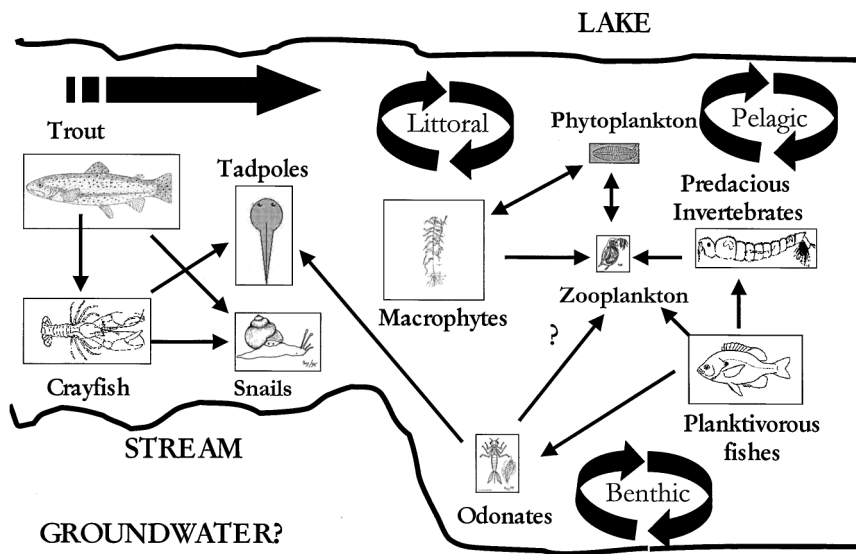 LAKE
Trout
Littoral
Phytoplankton
Pelagic
Tadpoles
Predacious
Invertebrates
Macrophytes
Zooplankton
?
Crayfish
Snails
Planktivorous
fishes
STREAM
Benthic
Odonates
GROUNDWATER?